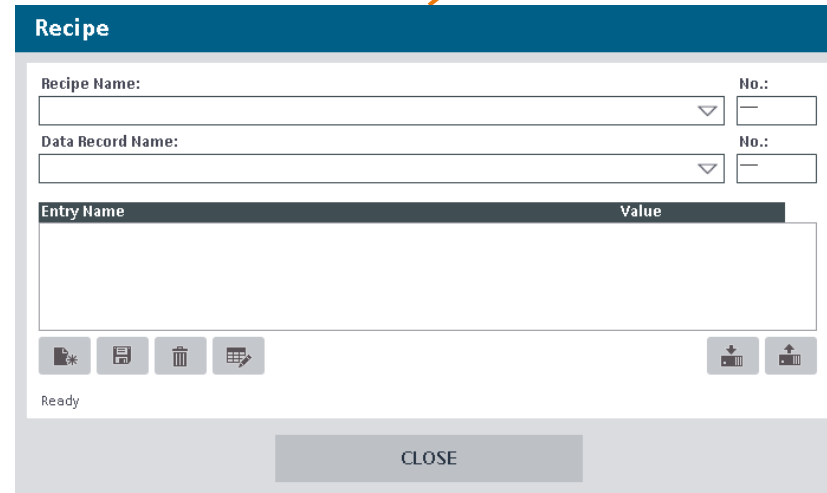 Recipe
Recipe Name: No.:
Data Record Name: No.:
Entry Name Value
Ready
CLOSE